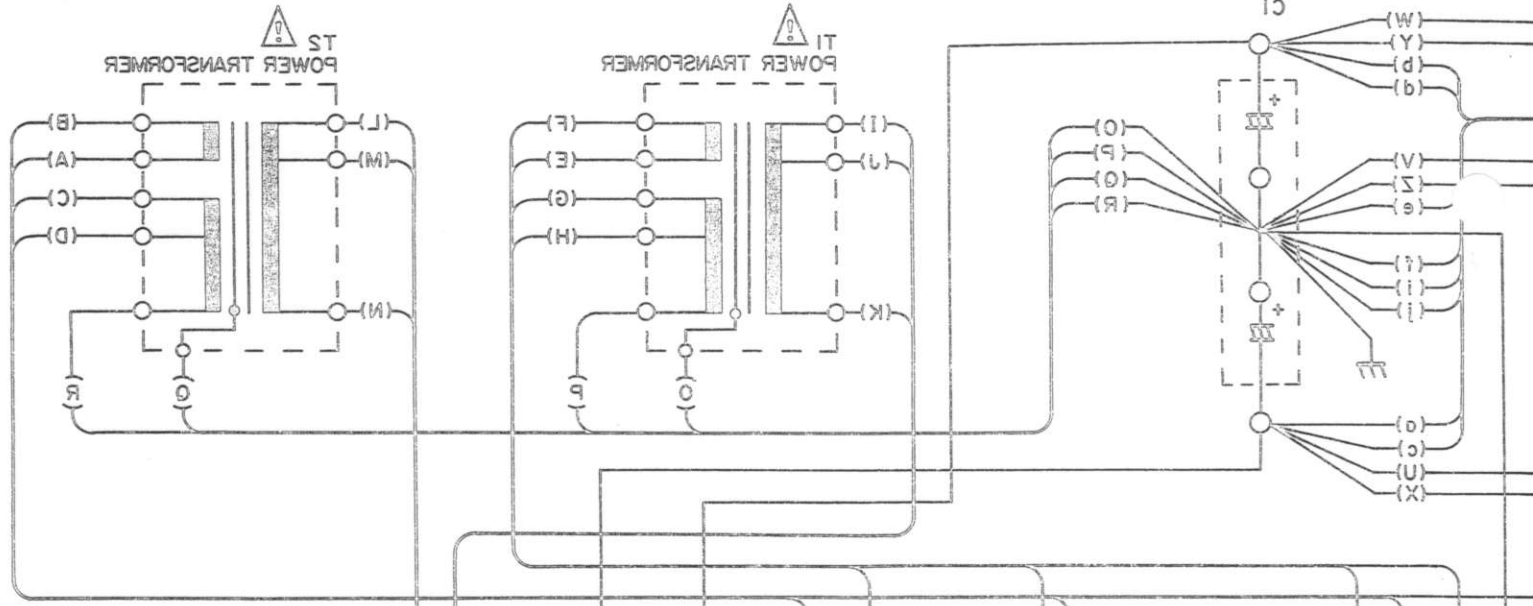 C1
T2
POWER TRANSFORMER
T1
POWER TRANSFORMER
(W)
(Y)
(b)
(d)
(B)
(A)
(C)
(D)
(L)
(M)
(N)
(R)
(Q)
(F)
(E)
(G)
(H)
(I)
(J)
(K)
(P)
(O)
(O)
(P)
(Q)
(R)
+
+
(V)
(Z)
(e)
(f)
(i)
(j)
(a)
(c)
(U)
(X)